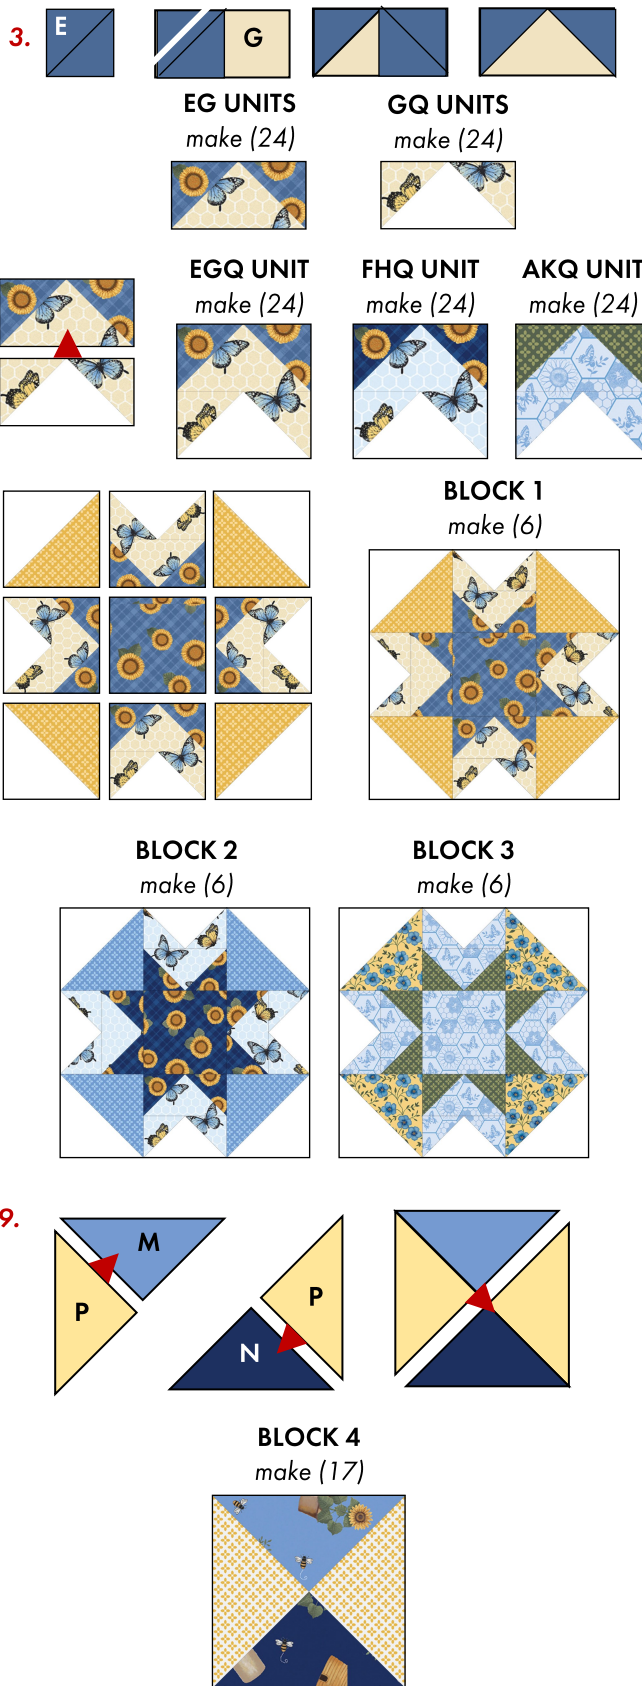 3.
E
G
EG UNITS
make (24)
GQ UNITS
make (24)
EGQ UNIT
make (24)
FHQ UNIT
make (24)
AKQ UNIT
make (24)
BLOCK 1
make (6)
BLOCK 2
make (6)
BLOCK 3
make (6)
9.
M
P
P
N
BLOCK 4
make (17)